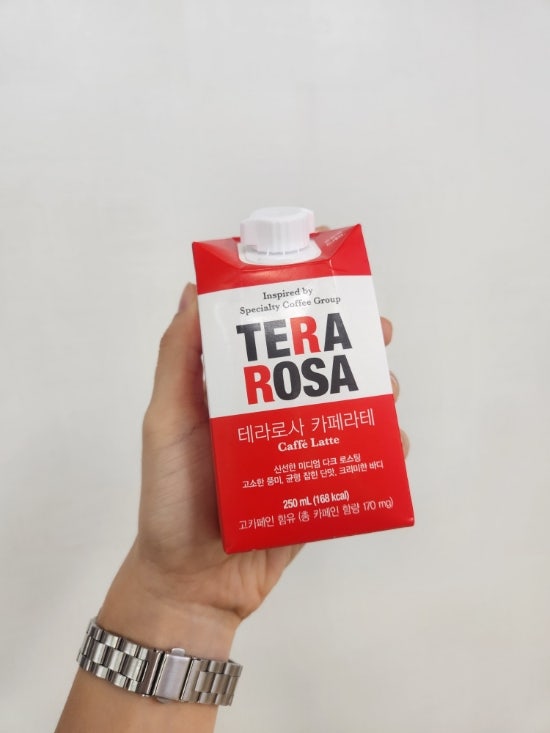 Inspired by
Specialty Coffee Group
TERA
ROSA
테라로사 카페라테
Caffé Latte
신선한 미디엄 다크 로스팅
고소한 풍미, 균형 잡힌 단맛, 크리미한 바디
250 mL (168 kcal)
고카페인 함유 (총 카페인 함량 170 mg)